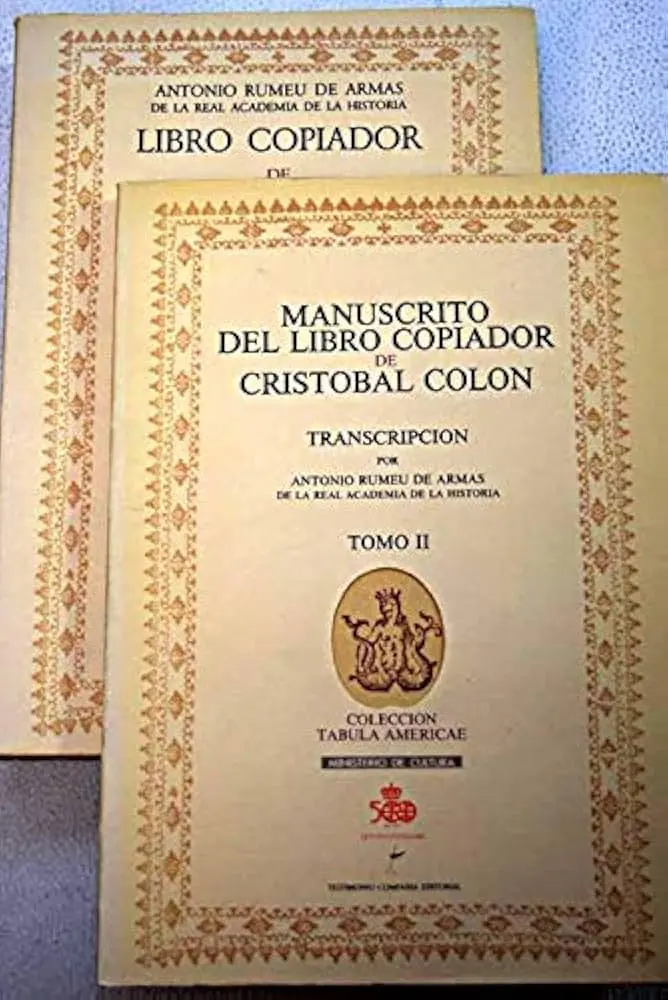 ANTONIO RUMEU DE ARMAS
DE LA REAL ACADEMIA DE LA HISTORIA
LIBRO COPIADOR
DE
MANUSCRITO
DEL LIBRO COPIADOR
DE
CRISTOBAL COLON
TRANSCRIPCION
POR
ANTONIO RUMEU DE ARMAS
DE LA REAL ACADEMIA DE LA HISTORIA
TOMO II
COLECCION
TABULA AMERICAE
MINISTERIO DE CULTURA
TESTIMONIO COMPAÑIA EDITORIAL